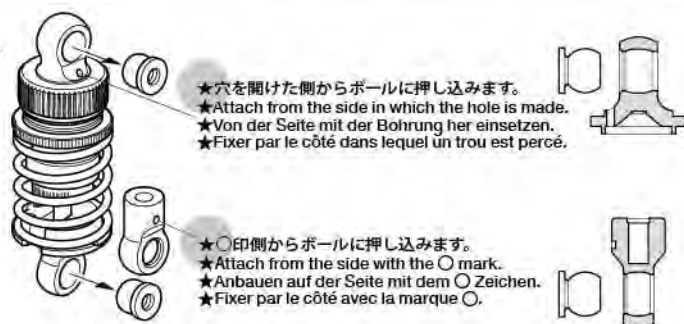 ★穴を開けた側からボールに押し込みます。
★Attach from the side in which the hole is made.
★Von der Seite mit der Bohrung her einsetzen.
★Fixer par le côté dans lequel un trou est percé.
★○印側からボールに押し込みます。
★Attach from the side with the ○ mark.
★Anbauen auf der Seite mit dem ○ Zeichen.
★Fixer par le côté avec la marque ○.